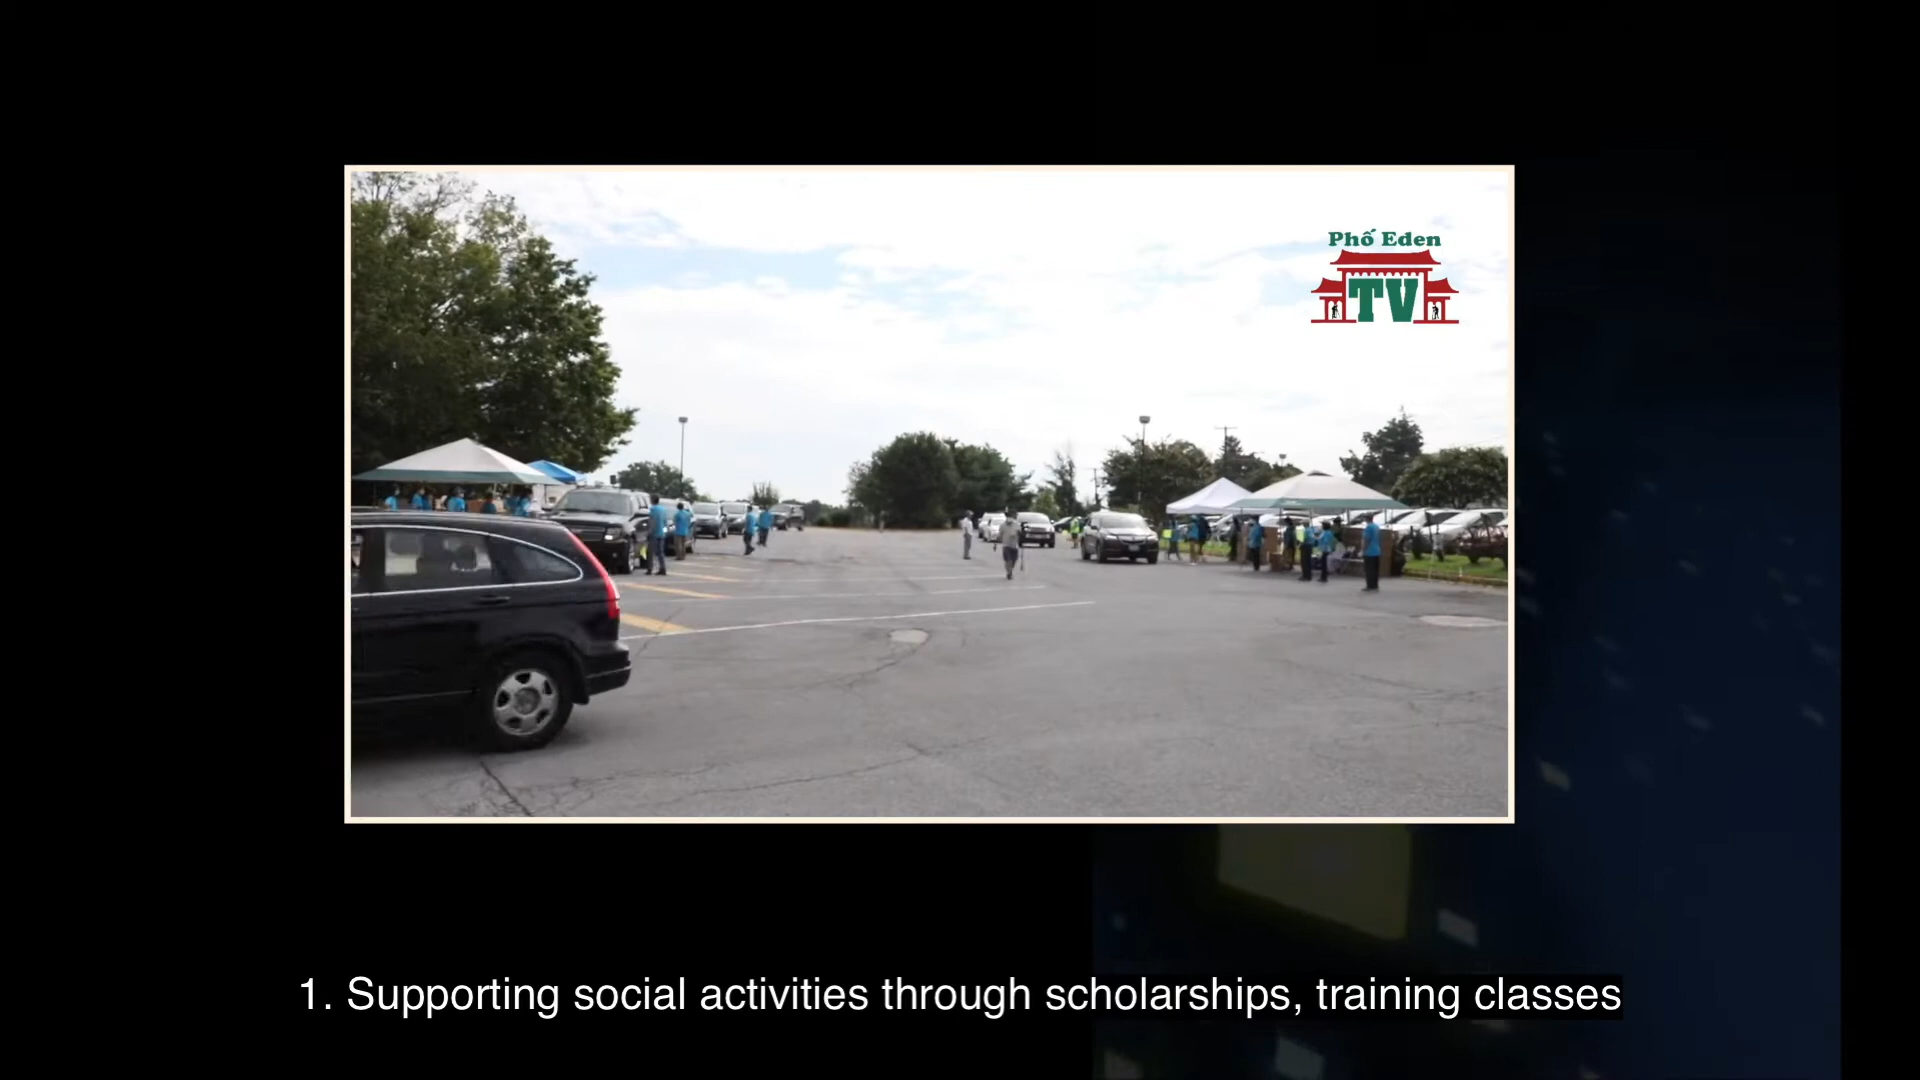 Phố Eden
TV
1. Supporting social activities through scholarships, training classes